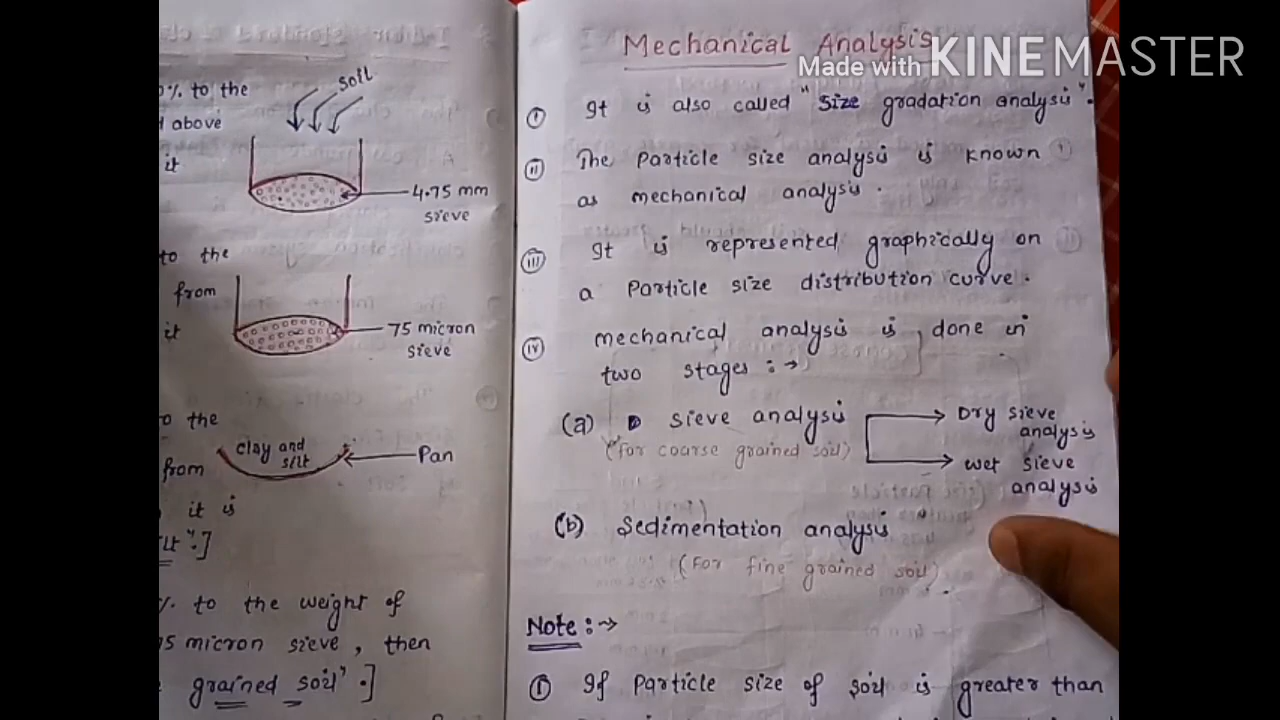 % to the
above
it
soil
4.75 mm
sieve
to the
from
it
75 micron
sieve
to the
from
clay and
silt
Pan
it is
grained soil".]
% to the weight of
75 micron sieve, then
Mechanical Analysis
Made with KINEMASTER
(i) It is also called "Size gradation analysis".
(ii) The Particle size analysis is known
as mechanical analysis.
(iii) It is represented graphically on
a Particle size distribution curve.
(iv) mechanical analysis is done in
two stages :→
(a) sieve analysis
(For coarse grained soil)
Dry sieve
analysis
wet sieve
analysis
(b) Sedimentation analysis
(For fine grained soil)
Note :→
(i) If Particle size of soil is greater than